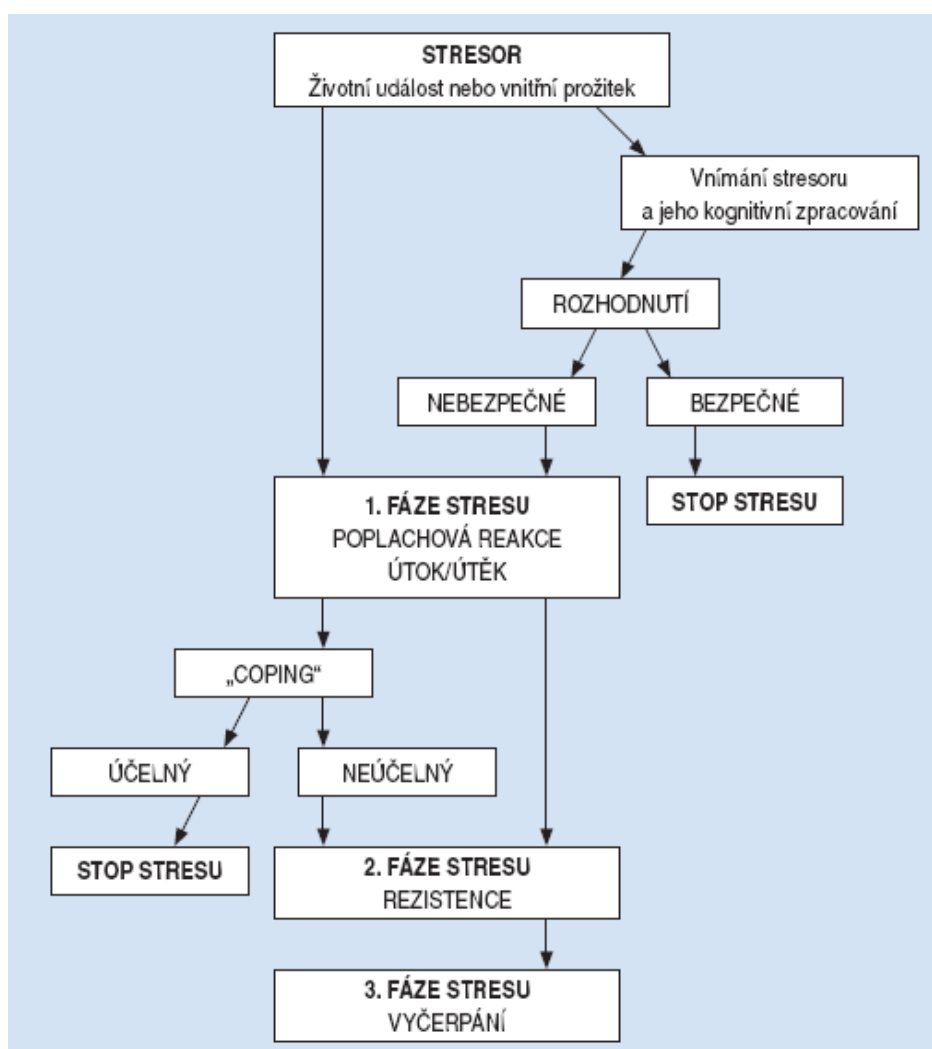 STRESOR
Životní událost nebo vnitřní prožitek
Vnímání stresoru
a jeho kognitivní zpracování
ROZHODNUTÍ
NEBEZPEČNÉ
BEZPEČNÉ
1. FÁZE STRESU
POPLACHOVÁ REAKCE
ÚTOK/ÚTĚK
STOP STRESU
„COPING“
ÚČELNÝ
NEÚČELNÝ
STOP STRESU
2. FÁZE STRESU
REZISTENCE
3. FÁZE STRESU
VYČERPÁNÍ